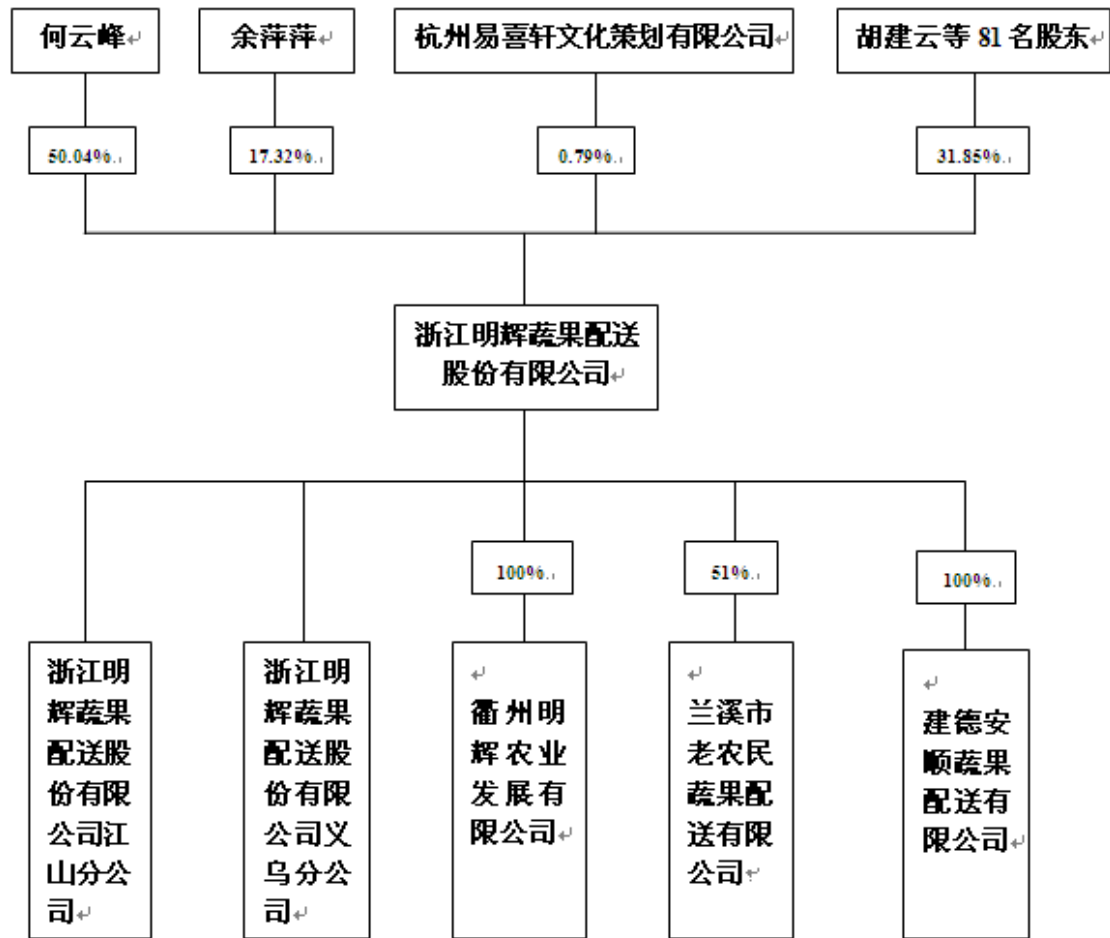 何云峰
余萍萍
杭州易喜轩文化策划有限公司
胡建云等 81 名股东
50.04%
17.32%
0.79%
31.85%
浙江明辉蔬果配送
股份有限公司
100%
51%
100%
浙江明
辉蔬果
配送股
份有限
公司江
山分公
司
浙江明
辉蔬果
配送股
份有限
公司义
乌分公
司
衢州明
辉农业
发展有
限公司
兰溪市
老农民
蔬果配
送有限
公司
建德安
顺蔬果
配送有
限公司